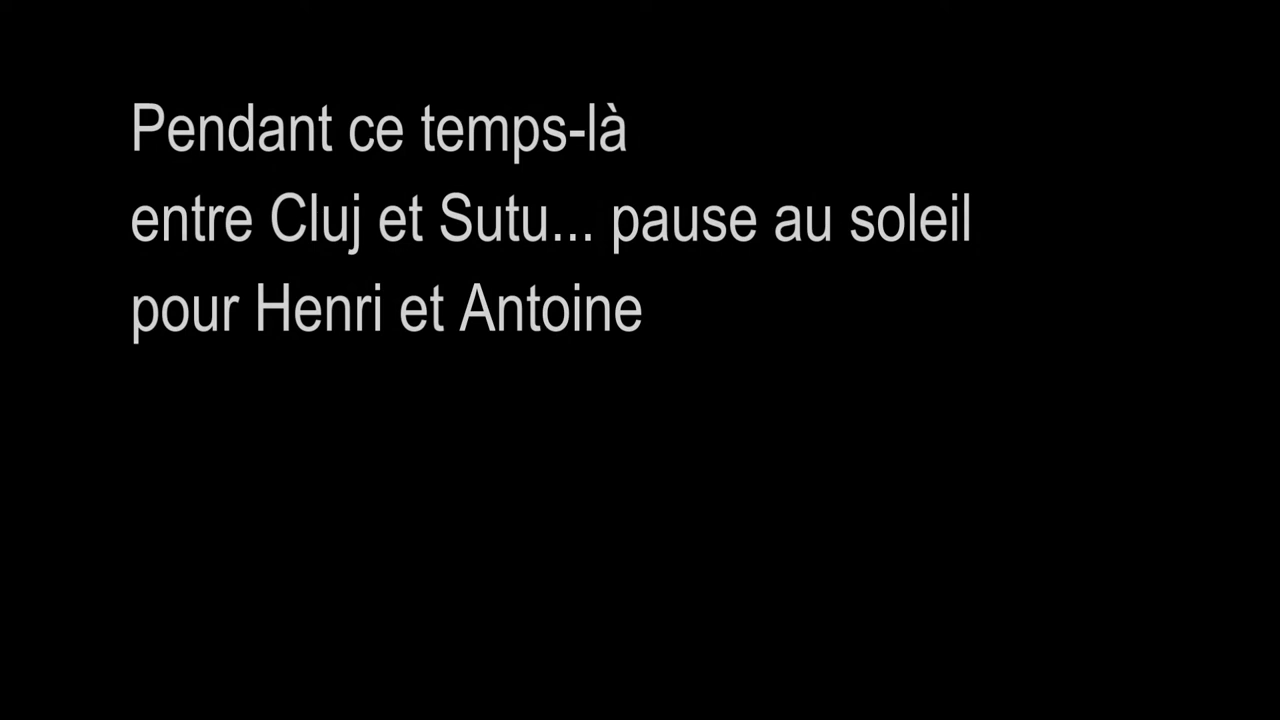 Pendant ce temps-là
entre Cluj et Sutu... pause au soleil
pour Henri et Antoine